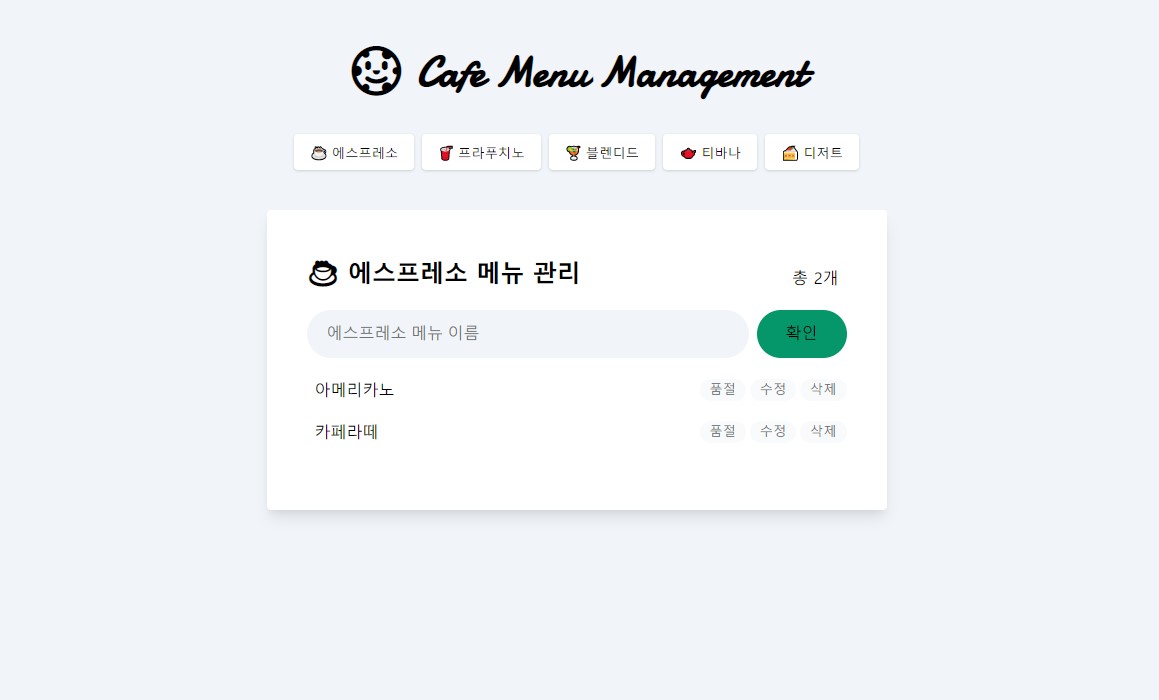 Cafe Menu Management
에스프레소 프라푸치노 블렌디드 티바나 디저트
에스프레소 메뉴 관리 총 2개
에스프레소 메뉴 이름 확인
아메리카노 품절 수정 삭제
카페라떼 품절 수정 삭제